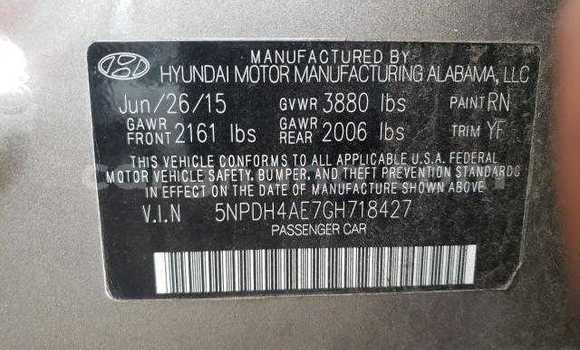 MANUFACTURED BY
HYUNDAI MOTOR MANUFACTURING ALABAMA, LLC
Jun/26/15 GVWR 3880 lbs PAINT RN
GAWR FRONT 2161 lbs GAWR REAR 2006 lbs TRIM YF
THIS VEHICLE CONFORMS TO ALL APPLICABLE U.S.A. FEDERAL
MOTOR VEHICLE SAFETY, BUMPER, AND THEFT PREVENTION STANDARDS
IN EFFECT ON THE DATE OF MANUFACTURE SHOWN ABOVE.
V.I.N 5NPDH4AE7GH718427
PASSENGER CAR